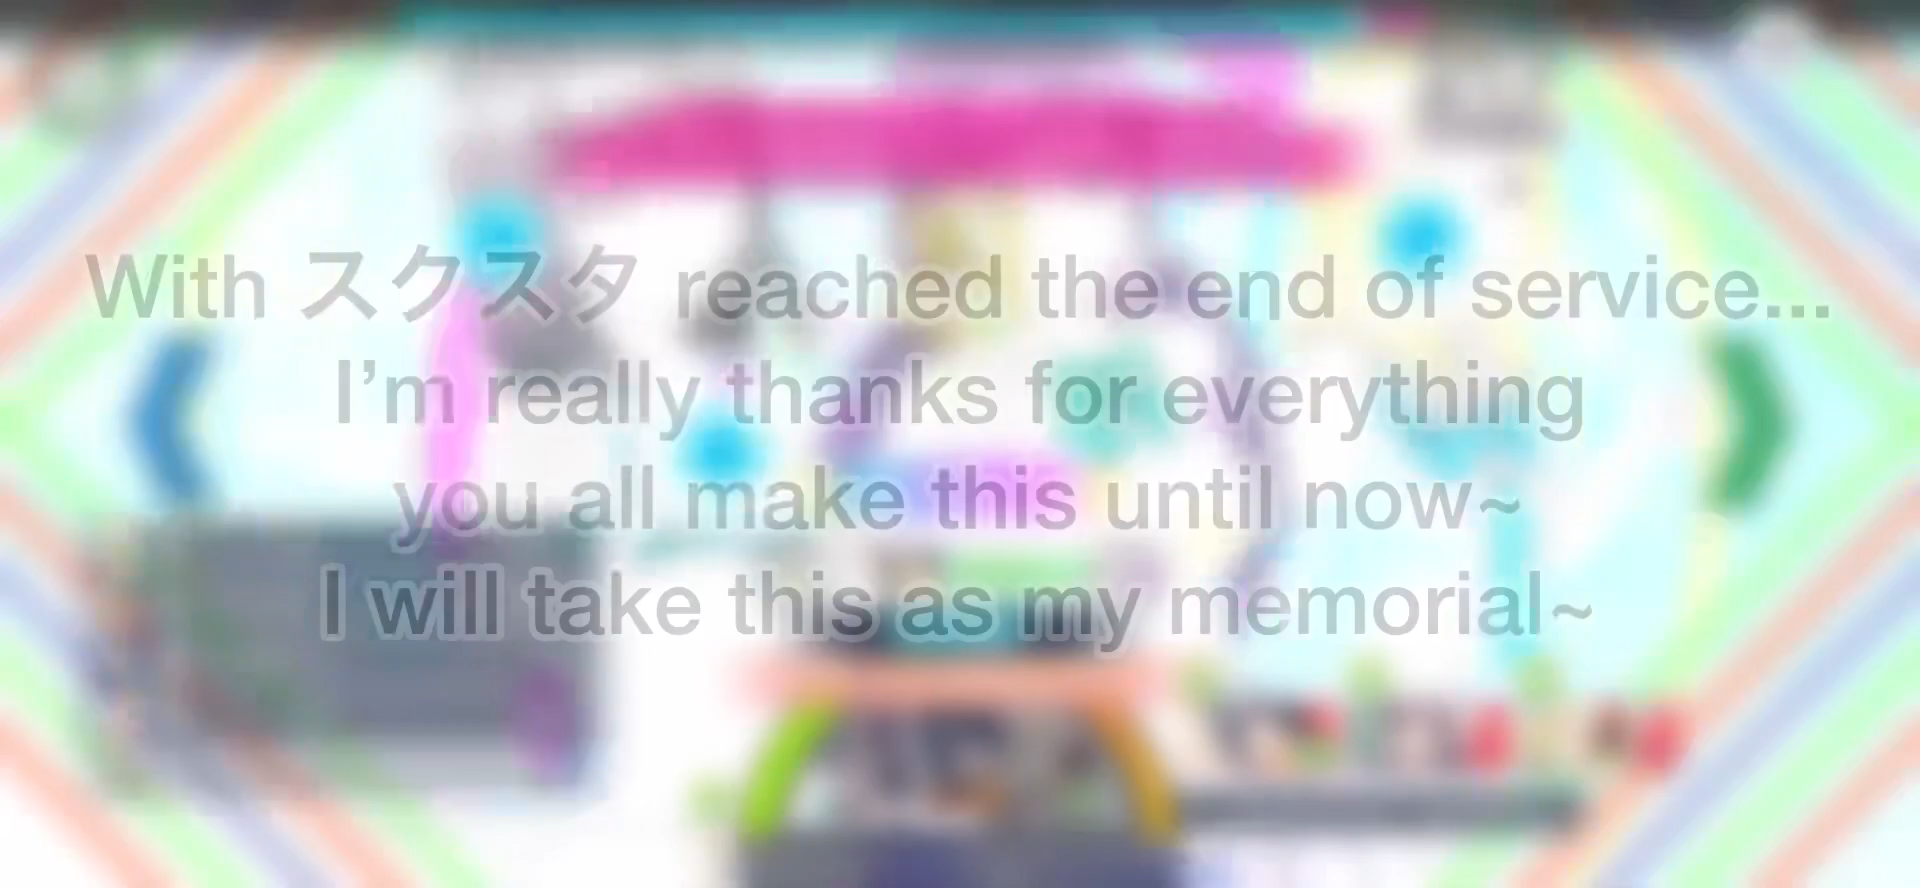 With スクスタ reached the end of service...
I’m really thanks for everything
you all make this until now~
I will take this as my memorial~